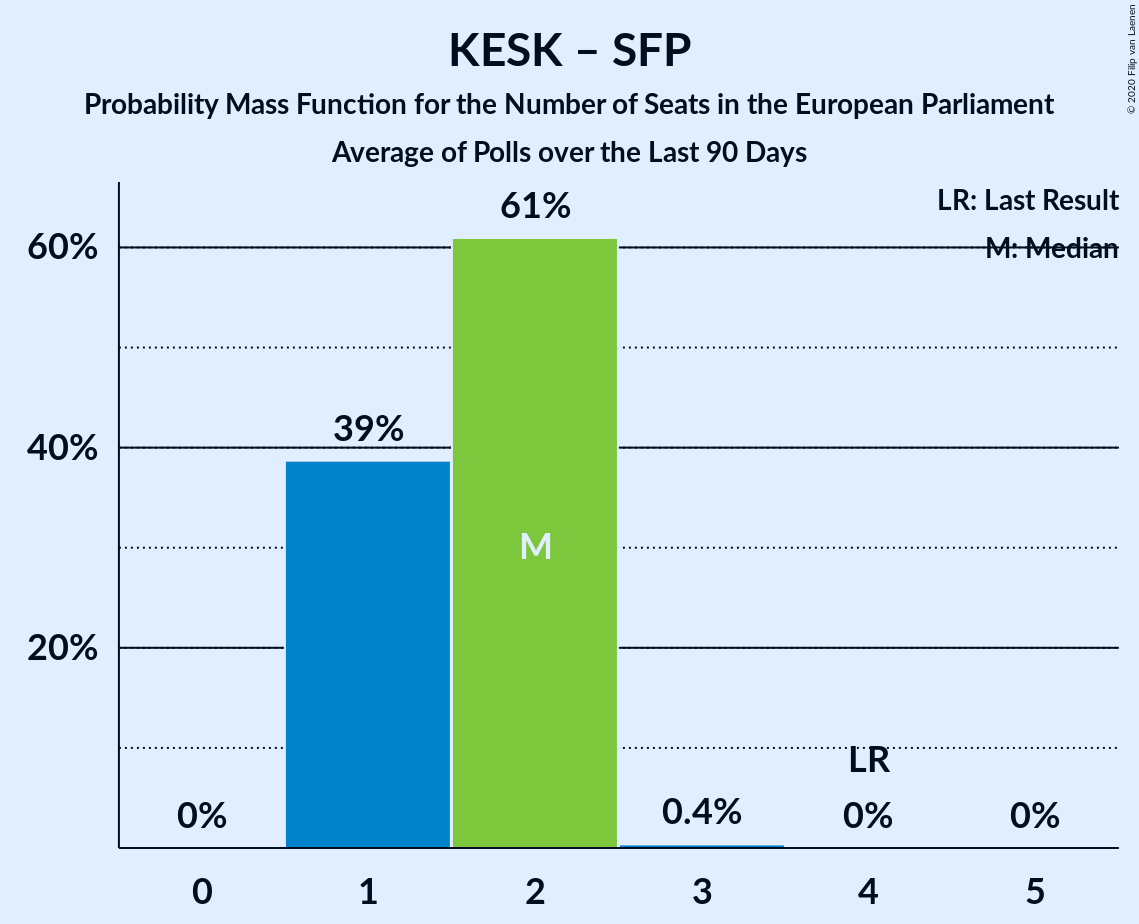 KESK – SFP
Probability Mass Function for the Number of Seats in the European Parliament
Average of Polls over the Last 90 Days
© 2020 Filip van Laenen
LR: Last Result
M: Median
60%
40%
20%
0%
39%
61%
M
0.4%
LR
0%
0%
0 1 2 3 4 5